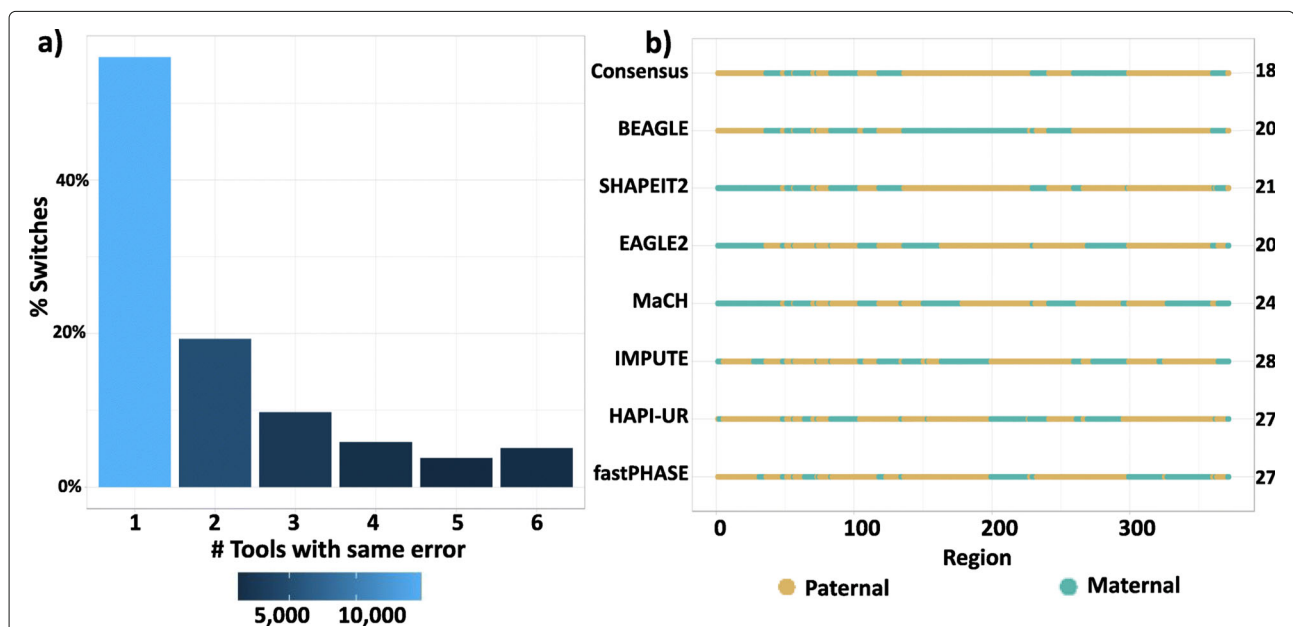 a)
40%
20%
0%
% Switches
1 2 3 4 5 6
# Tools with same error
5,000 10,000
b)
Consensus 18
BEAGLE 20
SHAPEIT2 21
EAGLE2 20
MaCH 24
IMPUTE 28
HAPI-UR 27
fastPHASE 27
0 100 200 300
Region
Paternal Maternal